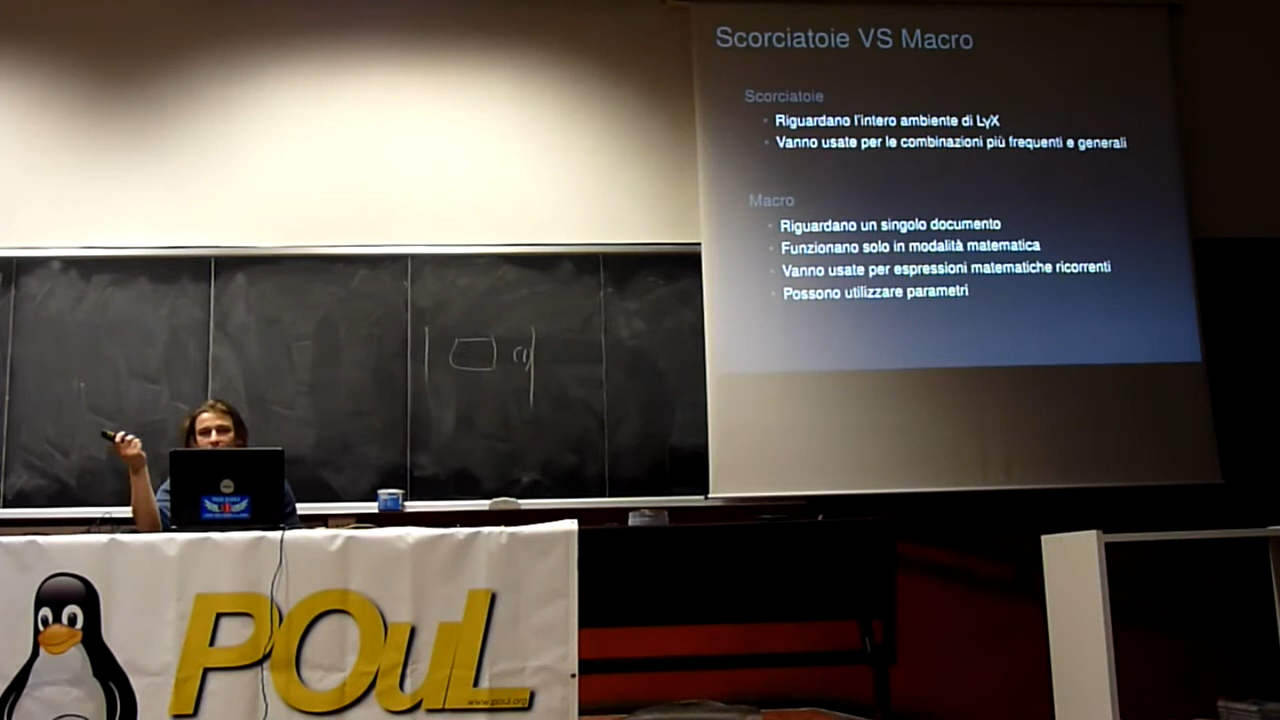 Scorciatoie VS Macro
Scorciatoie
Riguardano l'intero ambiente di LyX
Vanno usate per le combinazioni più frequenti e generali
Macro
Riguardano un singolo documento
Funzionano solo in modalità matematica
Vanno usate per espressioni matematiche ricorrenti
Possono utilizzare parametri
POuL
www.poul.org